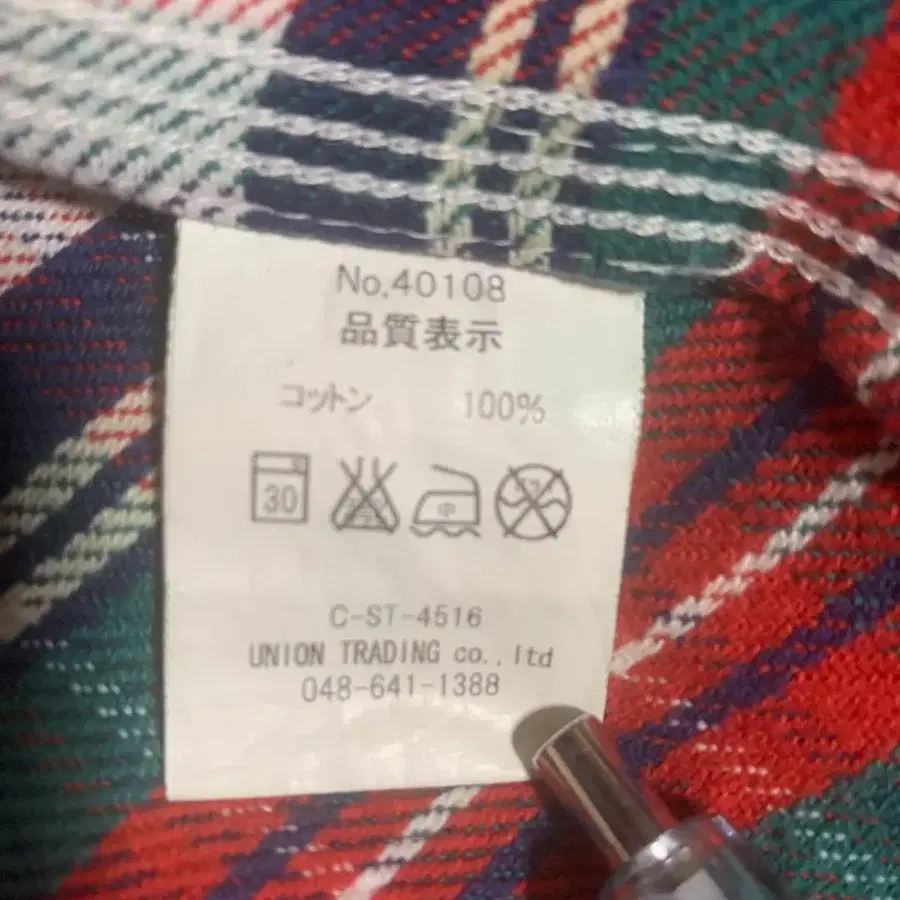 No.40108
品質表示
コットン 100%
30 中
C-ST-4516
UNION TRADING co.,ltd
048-641-1388